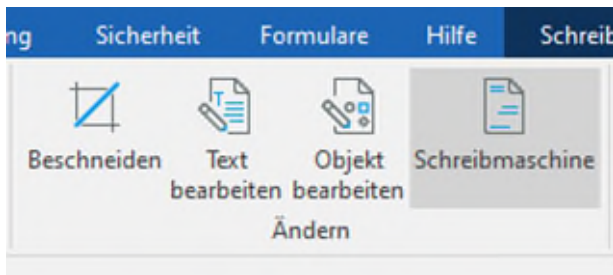 ng Sicherheit Formulare Hilfe Schreib
Beschneiden Text bearbeiten Objekt bearbeiten Schreibmaschine
Ändern